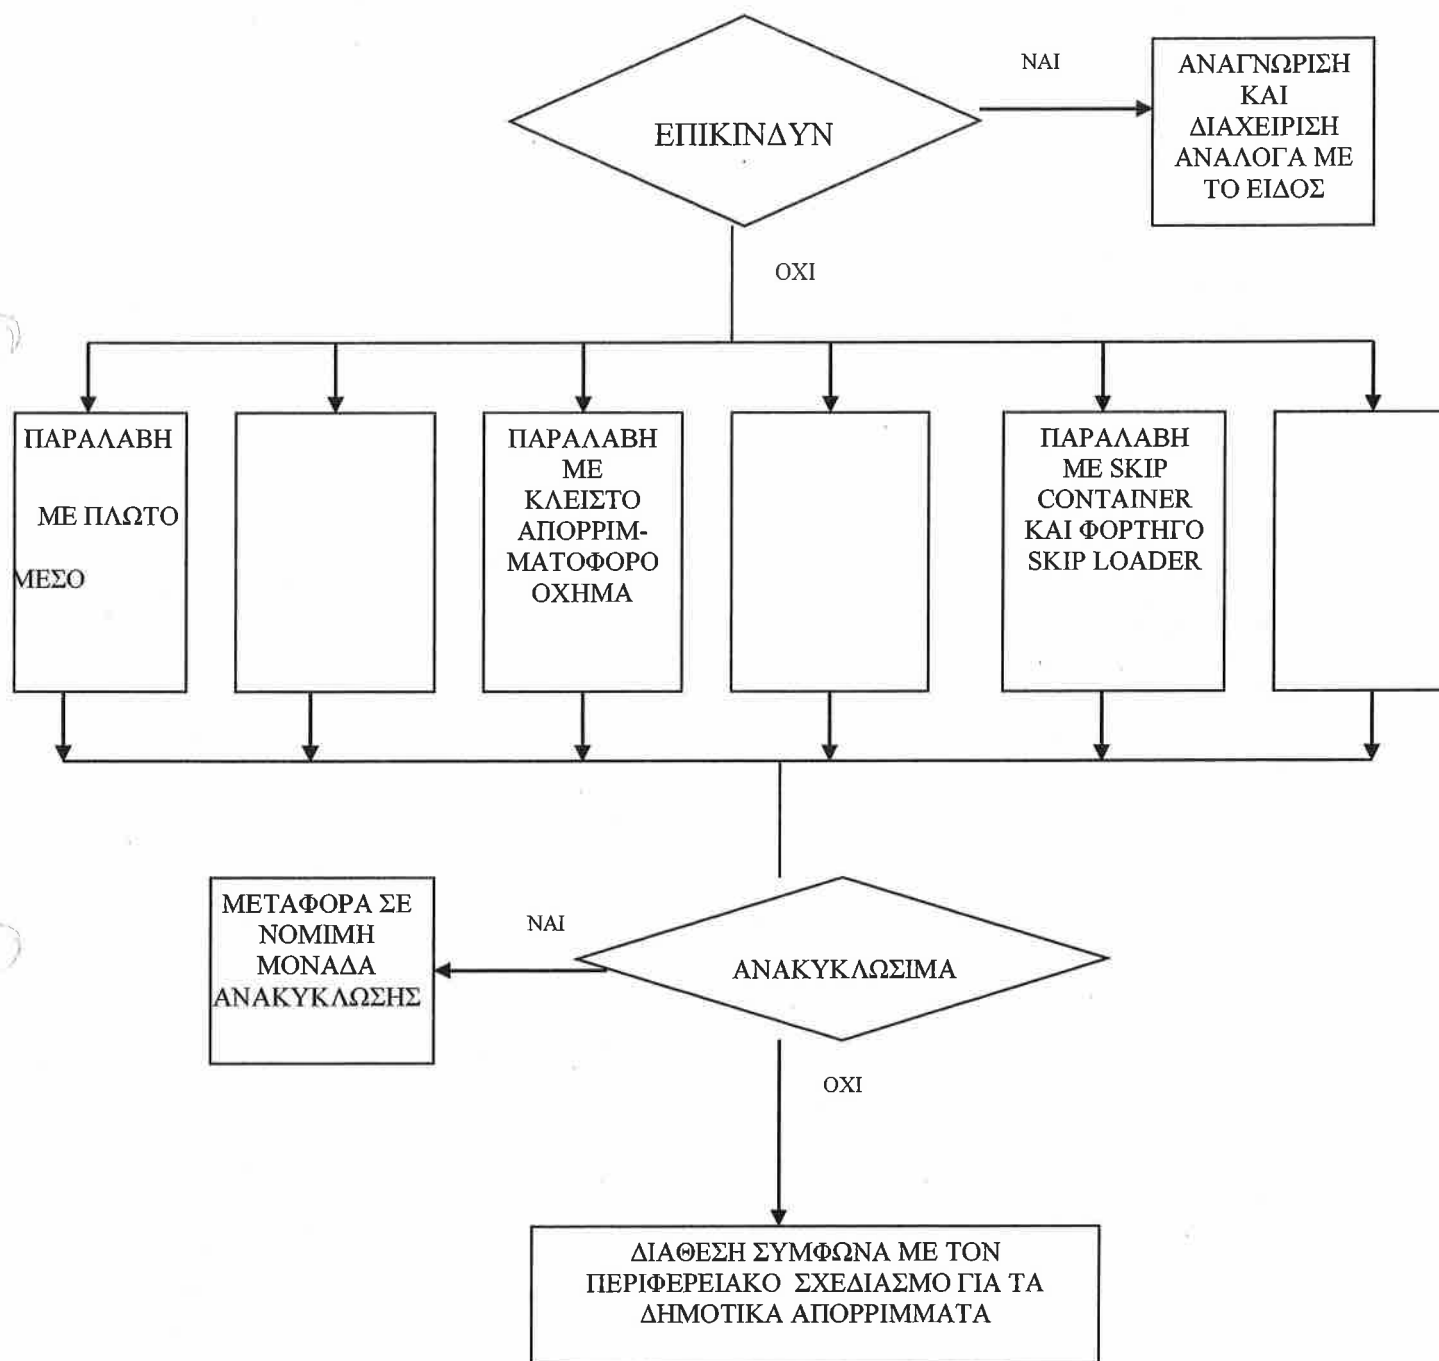 ΕΠΙΚΙΝΔΥΝ
ΝΑΙ
ΑΝΑΓΝΩΡΙΣΗ
ΚΑΙ
ΔΙΑΧΕΙΡΙΣΗ
ΑΝΑΛΟΓΑ ΜΕ
ΤΟ ΕΙΔΟΣ
ΟΧΙ
ΠΑΡΑΛΑΒΗ
ΜΕ ΠΛΩΤΟ
ΜΕΣΟ
ΠΑΡΑΛΑΒΗ
ΜΕ
ΚΛΕΙΣΤΟ
ΑΠΟΡΡΙΜ-
ΜΑΤΟΦΟΡΟ
ΟΧΗΜΑ
ΠΑΡΑΛΑΒΗ
ΜΕ SKIP
CONTAINER
ΚΑΙ ΦΟΡΤΗΓΟ
SKIP LOADER
ΜΕΤΑΦΟΡΑ ΣΕ
ΝΟΜΙΜΗ
ΜΟΝΑΔΑ
ΑΝΑΚΥΚΛΩΣΗΣ
ΝΑΙ
ΑΝΑΚΥΚΛΩΣΙΜΑ
ΟΧΙ
ΔΙΑΘΕΣΗ ΣΥΜΦΩΝΑ ΜΕ ΤΟΝ
ΠΕΡΙΦΕΡΕΙΑΚΟ ΣΧΕΔΙΑΣΜΟ ΓΙΑ ΤΑ
ΔΗΜΟΤΙΚΑ ΑΠΟΡΡΙΜΜΑΤΑ